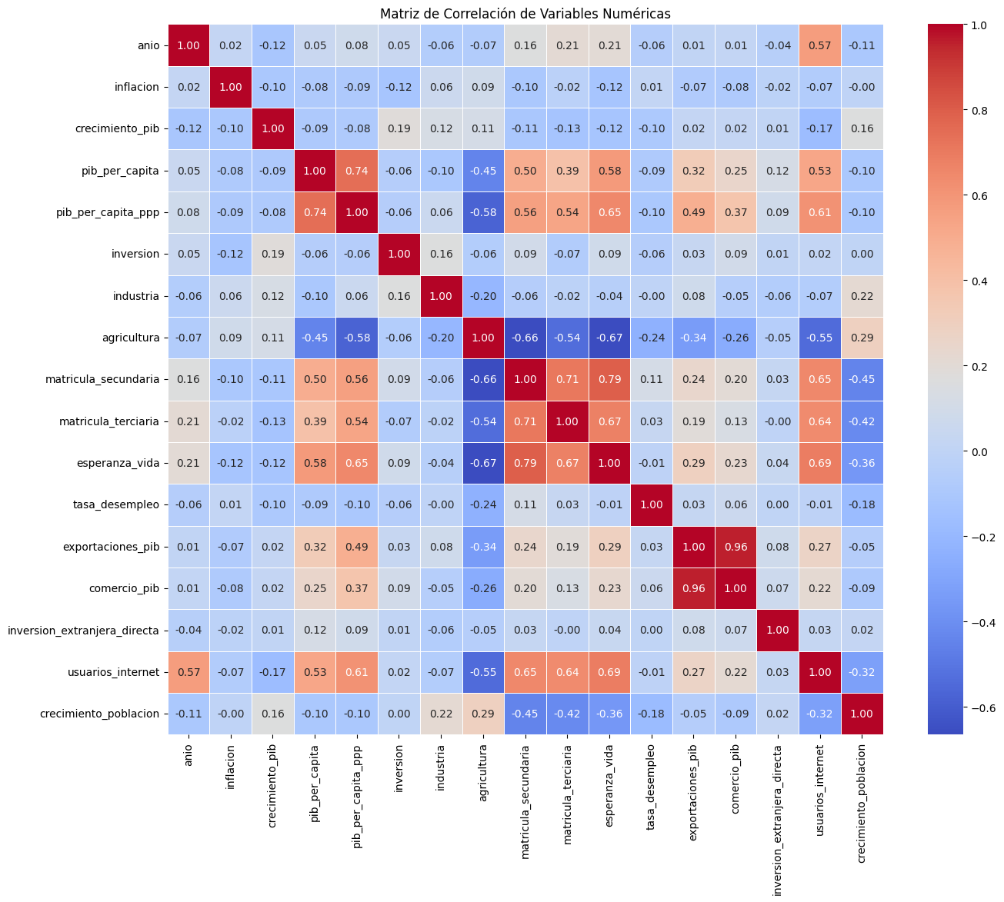 Matriz de Correlación de Variables Numéricas
anio 1.00 0.02 -0.12 0.05 0.08 0.05 -0.06 -0.07 0.16 0.21 0.21 -0.06 0.01 0.01 -0.04 0.57 -0.11
inflacion 0.02 1.00 -0.10 -0.08 -0.09 -0.12 0.06 0.09 -0.10 -0.02 -0.12 0.01 -0.07 -0.08 -0.02 -0.07 -0.00
crecimiento_pib -0.12 -0.10 1.00 -0.09 -0.08 0.19 0.12 0.11 -0.11 -0.13 -0.12 -0.10 0.02 0.02 0.01 -0.17 0.16
pib_per_capita 0.05 -0.08 -0.09 1.00 0.74 -0.06 -0.10 -0.45 0.50 0.39 0.58 -0.09 0.32 0.25 0.12 0.53 -0.10
pib_per_capita_ppp 0.08 -0.09 -0.08 0.74 1.00 -0.06 0.06 -0.58 0.56 0.54 0.65 -0.10 0.49 0.37 0.09 0.61 -0.10
inversion 0.05 -0.12 0.19 -0.06 -0.06 1.00 0.16 -0.06 0.09 -0.07 0.09 -0.06 0.03 0.09 0.01 0.02 0.00
industria -0.06 0.06 0.12 -0.10 0.06 0.16 1.00 -0.20 -0.06 -0.02 -0.04 -0.00 0.08 -0.05 -0.06 -0.07 0.22
agricultura -0.07 0.09 0.11 -0.45 -0.58 -0.06 -0.20 1.00 -0.66 -0.54 -0.67 -0.24 -0.34 -0.26 -0.05 -0.55 0.29
matricula_secundaria 0.16 -0.10 -0.11 0.50 0.56 0.09 -0.06 -0.66 1.00 0.71 0.79 0.11 0.24 0.20 0.03 0.65 -0.45
matricula_terciaria 0.21 -0.02 -0.13 0.39 0.54 -0.07 -0.02 -0.54 0.71 1.00 0.67 0.03 0.19 0.13 -0.00 0.64 -0.42
esperanza_vida 0.21 -0.12 -0.12 0.58 0.65 0.09 -0.04 -0.67 0.79 0.67 1.00 -0.01 0.29 0.23 0.04 0.69 -0.36
tasa_desempleo -0.06 0.01 -0.10 -0.09 -0.10 -0.06 -0.00 -0.24 0.11 0.03 -0.01 1.00 0.03 0.06 0.00 -0.01 -0.18
exportaciones_pib 0.01 -0.07 0.02 0.32 0.49 0.03 0.08 -0.34 0.24 0.19 0.29 0.03 1.00 0.96 0.08 0.27 -0.05
comercio_pib 0.01 -0.08 0.02 0.25 0.37 0.09 -0.05 -0.26 0.20 0.13 0.23 0.06 0.96 1.00 0.07 0.22 -0.09
inversion_extranjera_directa -0.04 -0.02 0.01 0.12 0.09 0.01 -0.06 -0.05 0.03 -0.00 0.04 0.00 0.08 0.07 1.00 0.03 0.02
usuarios_internet 0.57 -0.07 -0.17 0.53 0.61 0.02 -0.07 -0.55 0.65 0.64 0.69 -0.01 0.27 0.22 0.03 1.00 -0.32
crecimiento_poblacion -0.11 -0.00 0.16 -0.10 -0.10 0.00 0.22 0.29 -0.45 -0.42 -0.36 -0.18 -0.05 -0.09 0.02 -0.32 1.00
anio
inflacion
crecimiento_pib
pib_per_capita
pib_per_capita_ppp
inversion
industria
agricultura
matricula_secundaria
matricula_terciaria
esperanza_vida
tasa_desempleo
exportaciones_pib
comercio_pib
inversion_extranjera_directa
usuarios_internet
crecimiento_poblacion
1.0
0.8
0.6
0.4
0.2
0.0
−0.2
−0.4
−0.6